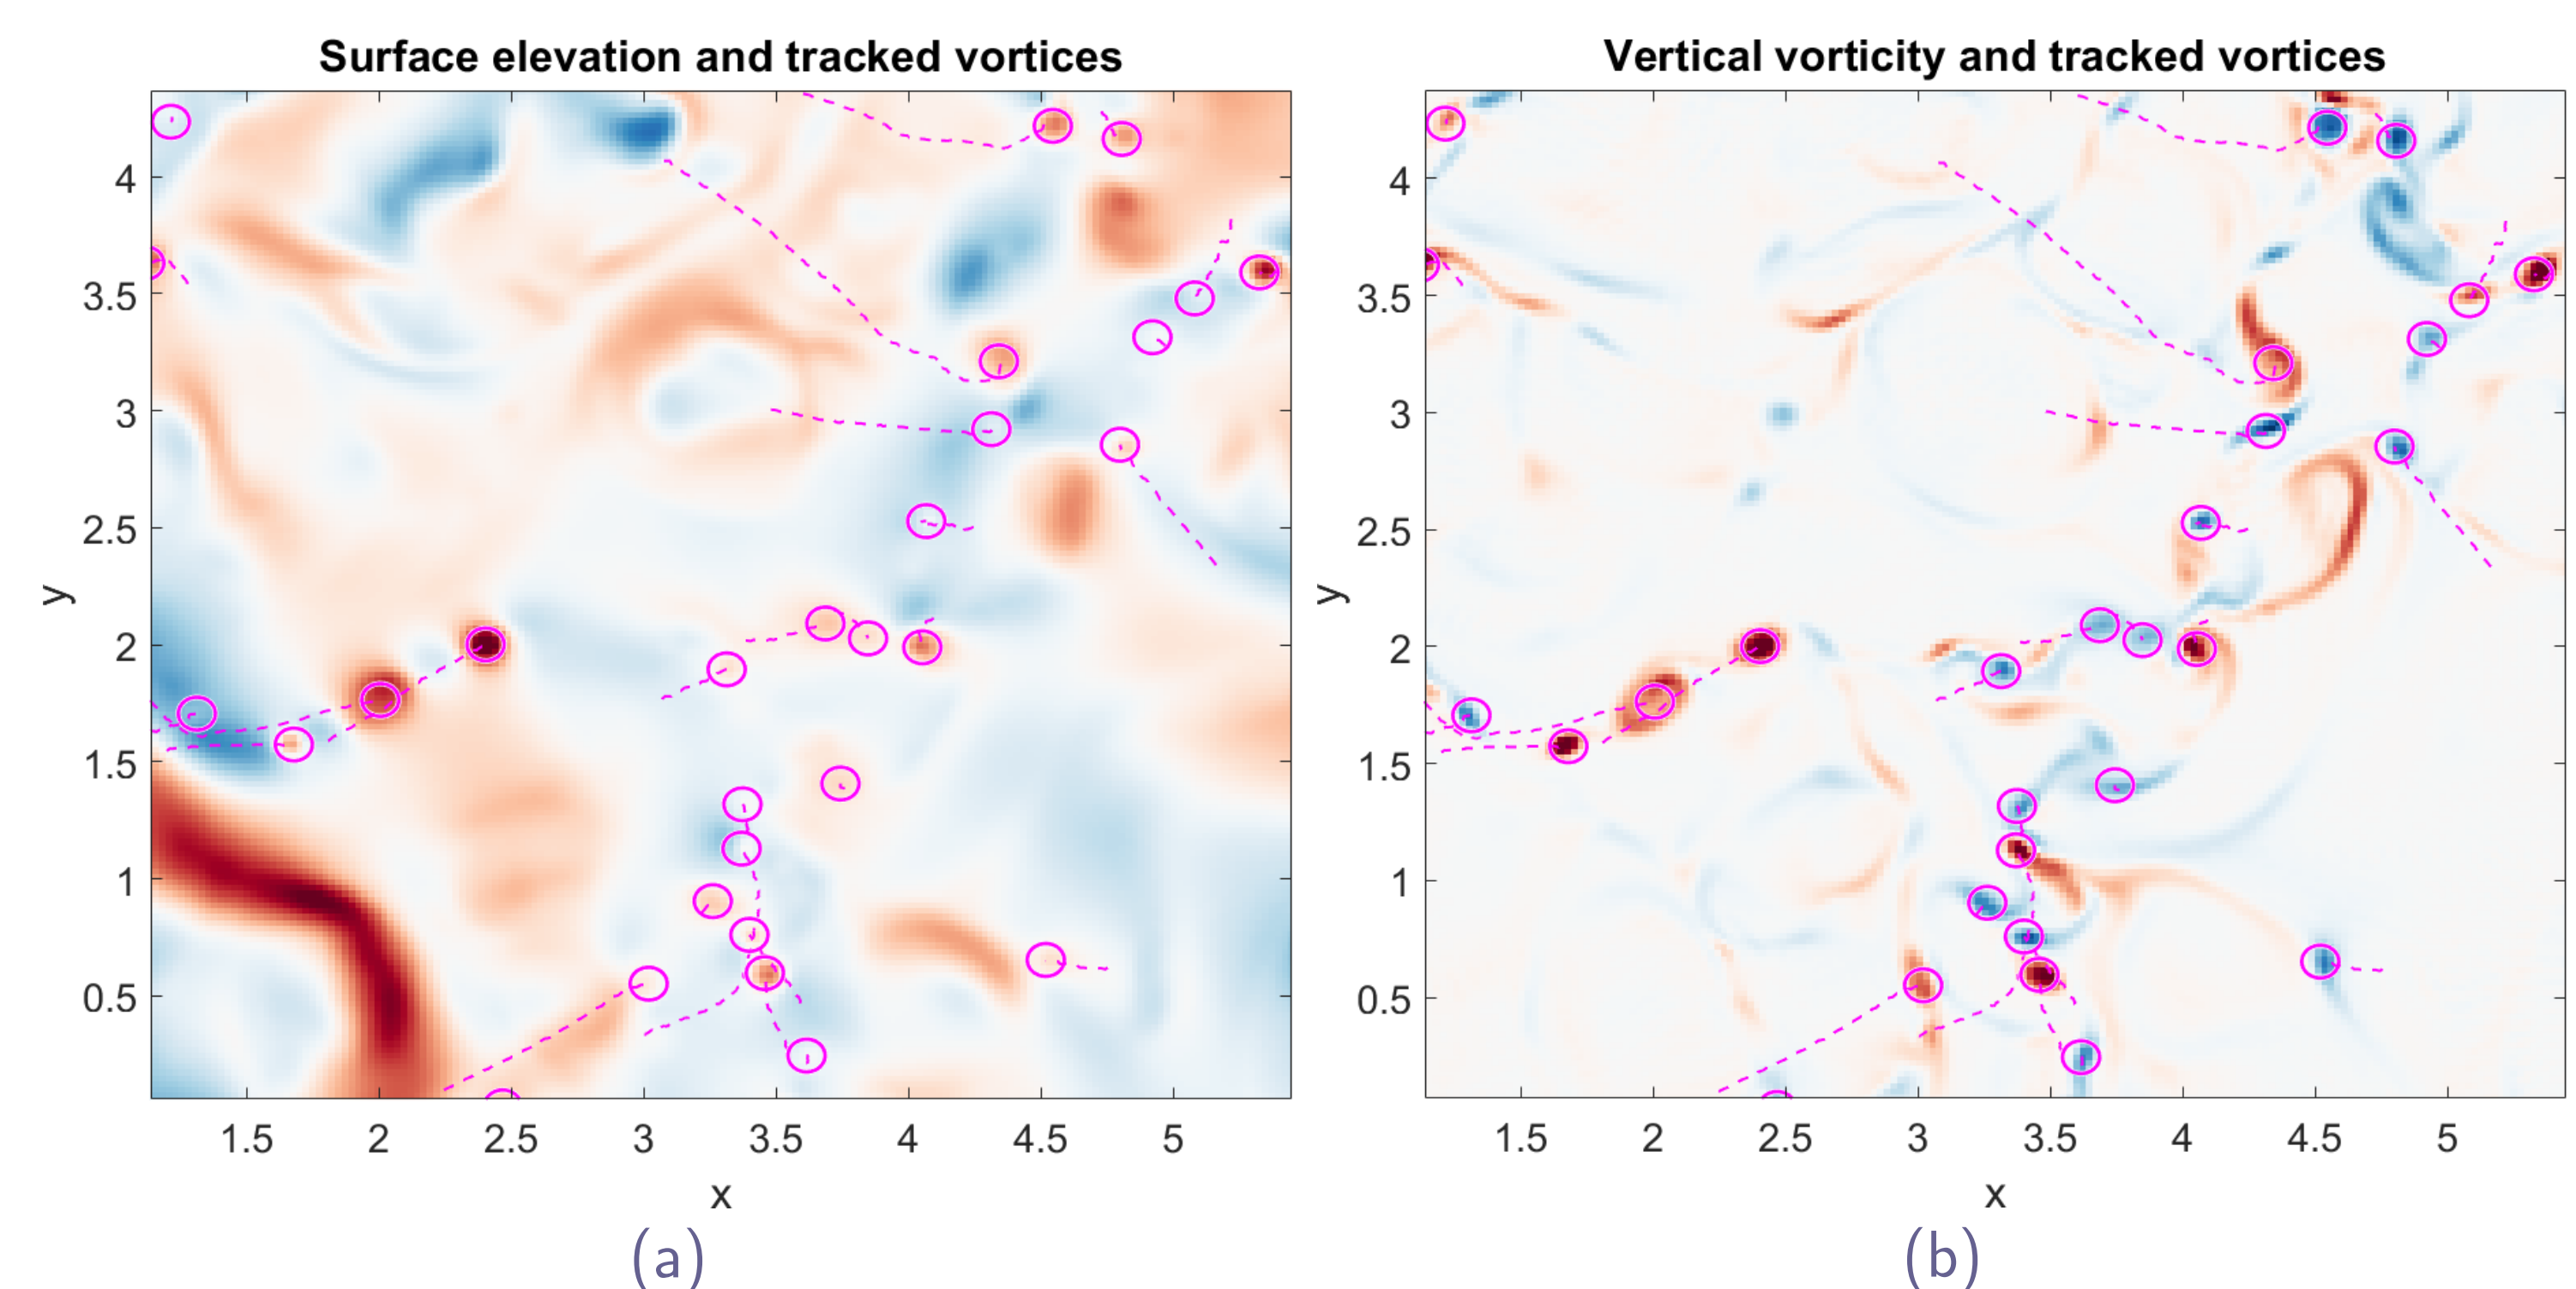 Surface elevation and tracked vortices
4
3.5
3
2.5
2
1.5
1
0.5
y
1.5 2 2.5 3 3.5 4 4.5 5
x
(a)
Vertical vorticity and tracked vortices
4
3.5
3
2.5
2
1.5
1
0.5
y
1.5 2 2.5 3 3.5 4 4.5 5
x
(b)